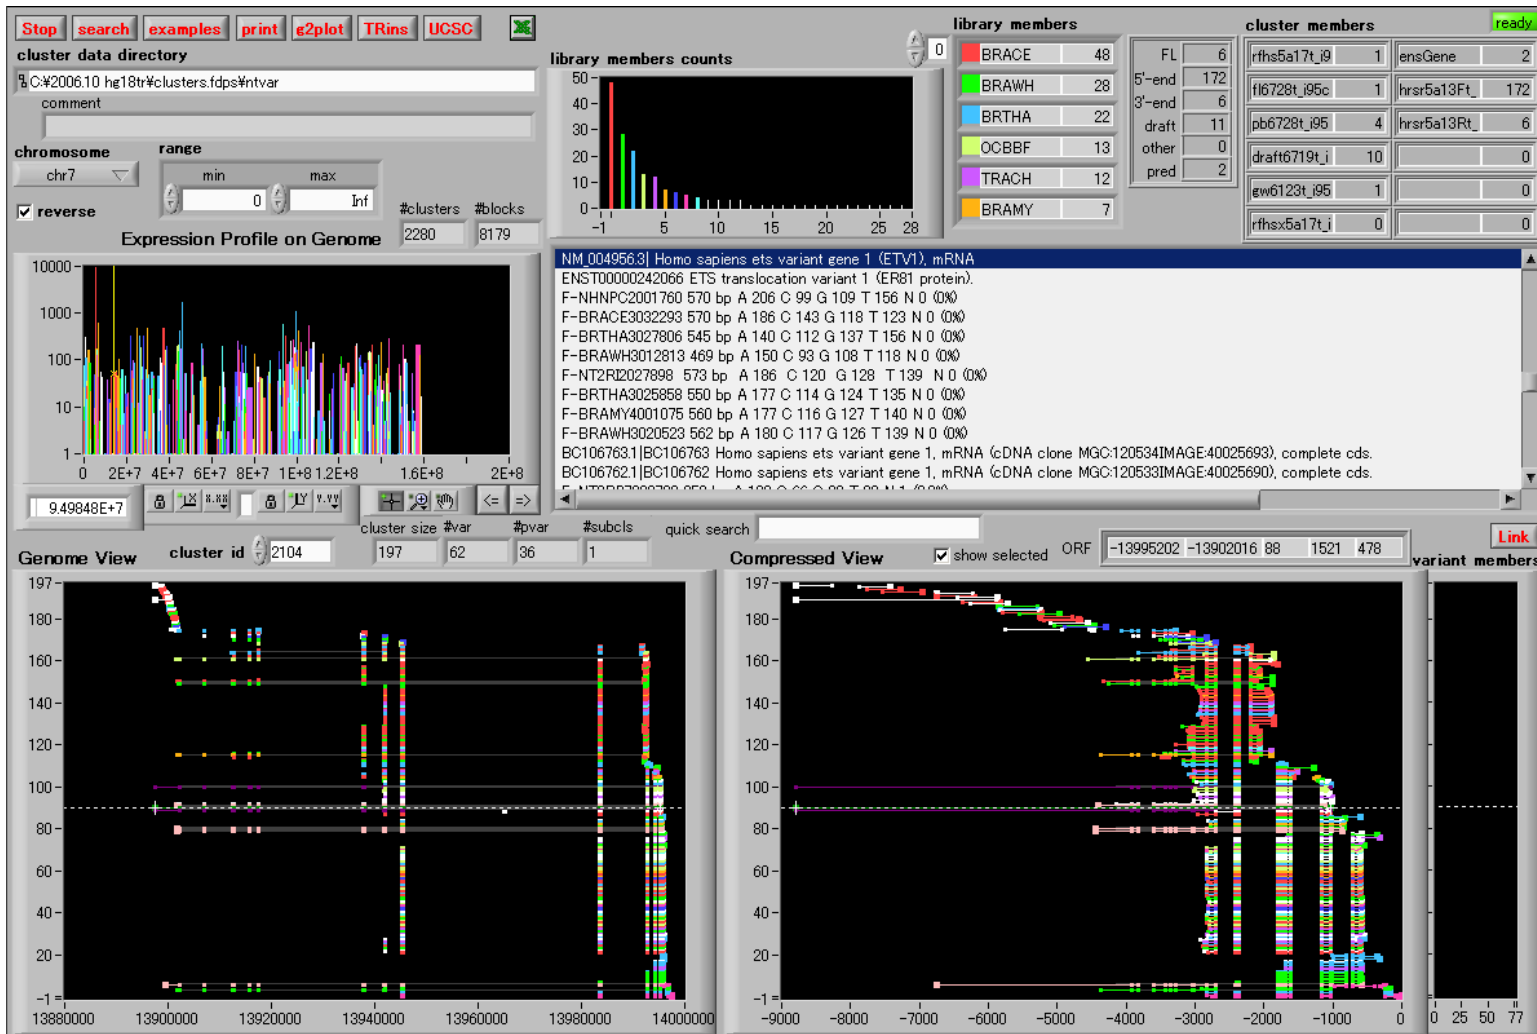 Stop search examples print g2plot TRins UCSC
cluster data directory
C:¥2006.10 hg18tr¥clusters.fdps¥ntvar
comment
chromosome range
chr7 min max
0 Inf
reverse
#clusters #blocks
2280 8179
Expression Profile on Genome
10000
1000
100
10
1
0 2E+7 4E+7 6E+7 8E+7 1E+8 1.6E+8 2E+8
9.49848E+7
X.XX Y.YY <= =>
library members counts
0
50
40
30
20
10
0
-1 5 10 15 20 25 28
library members
BRACE 48
BRAWH 28
BRTHA 22
OCBBF 13
TRACH 12
BRAMY 7
FL 6
5'-end 172
3'-end 6
draft 11
other 0
pred 2
cluster members
ready
rfhs5a17t_i9 1 ensGene 2
fl6728t_i95c 1 hrsr5a13Ft_ 172
pb6728t_i95 4 hrsr5a13Rt_ 6
draft6719t_i 10 0
gw6123t_i95 1 0
rfhsx5a17t_i 0 0
NM_004956.3| Homo sapiens ets variant gene 1 (ETV1), mRNA
ENST00000242066 ETS translocation variant 1 (ER81 protein).
F-NHNPC2001760 570 bp A 206 C 99 G 109 T 156 N 0 (0%)
F-BRACE3032293 570 bp A 186 C 143 G 118 T 123 N 0 (0%)
F-BRTHA3027806 545 bp A 140 C 112 G 137 T 156 N 0 (0%)
F-BRAWH3012813 469 bp A 150 C 93 G 108 T 118 N 0 (0%)
F-NT2RI2027898 573 bp A 186 C 120 G 128 T 139 N 0 (0%)
F-BRTHA3025858 550 bp A 177 C 114 G 124 T 135 N 0 (0%)
F-BRAMY4001075 560 bp A 177 C 116 G 127 T 140 N 0 (0%)
F-BRAWH3020523 562 bp A 180 C 117 G 126 T 139 N 0 (0%)
BC106763.1|BC106763 Homo sapiens ets variant gene 1, mRNA (cDNA clone MGC:120534IMAGE:40025693), complete cds.
BC106762.1|BC106762 Homo sapiens ets variant gene 1, mRNA (cDNA clone MGC:120533IMAGE:40025690), complete cds.
cluster size #var #pvar #subcls quick search
Genome View cluster id 2104 197 62 36 1
Compressed View show selected ORF -13995202 -13902016 88 1521 478
Link
variant members
197
180
160
140
120
100
80
60
40
20
-1
13880000 13900000 13920000 13940000 13960000 13980000 14000000
197
180
160
140
120
100
80
60
40
20
-1
-9000 -8000 -7000 -6000 -5000 -4000 -3000 -2000 -1000 0
0 25 50 77